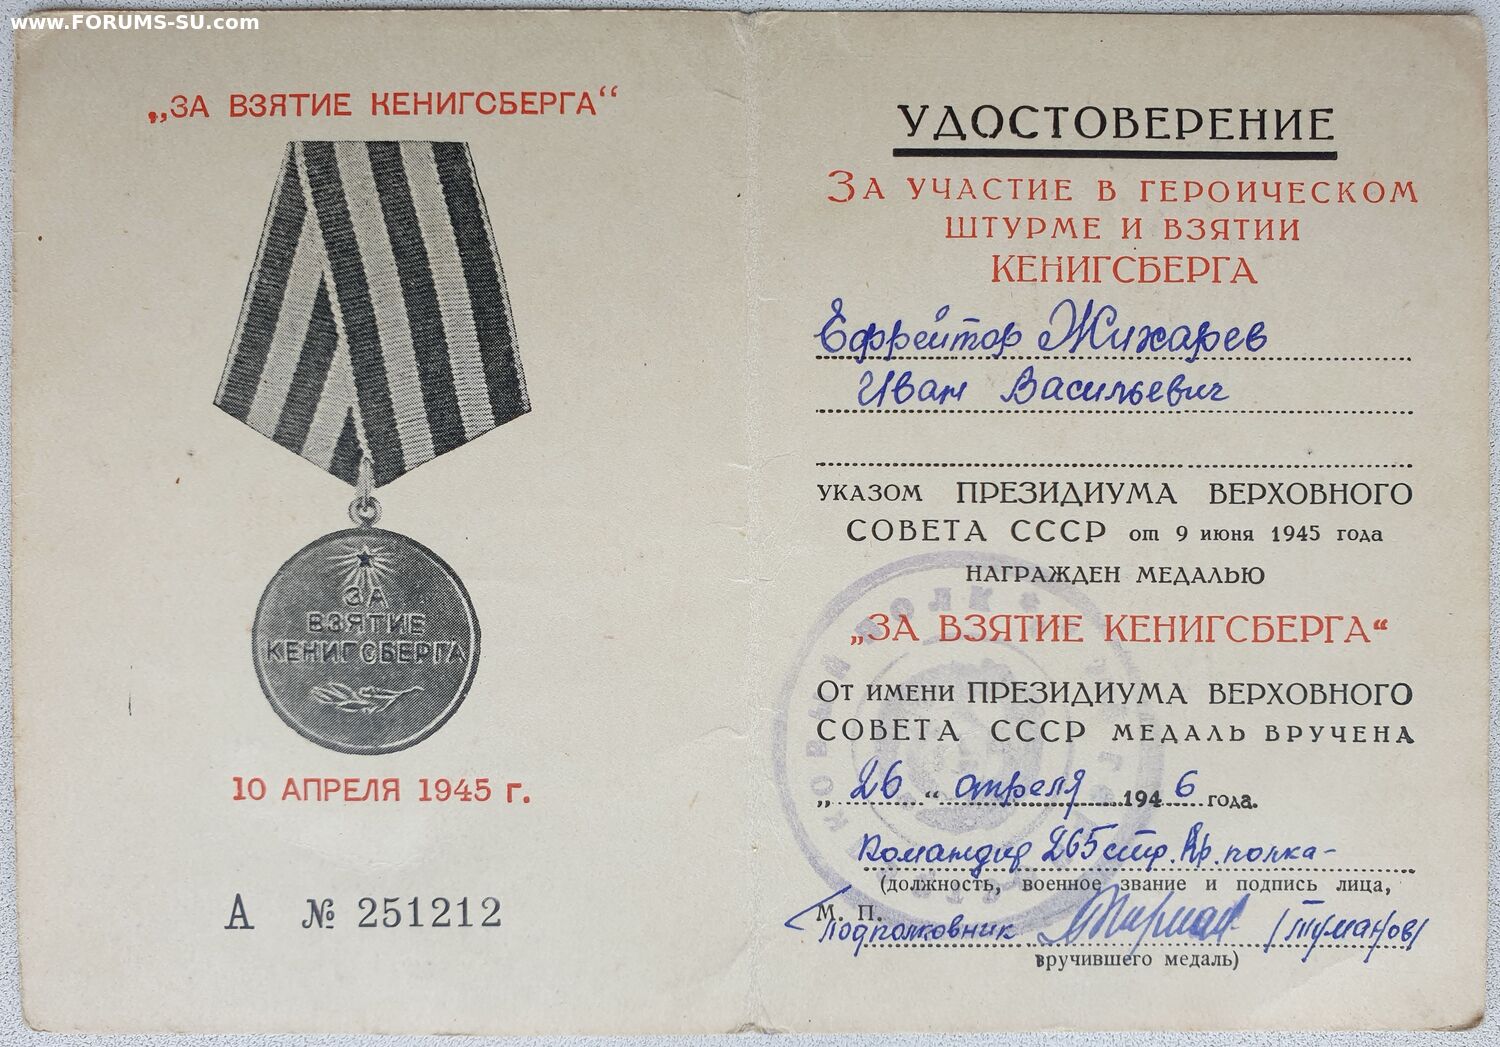 www.FORUMS-SU.com
„ЗА ВЗЯТИЕ КЕНИГСБЕРГА“
ЗА
ВЗЯТИЕ
КЕНИГСБЕРГА
10 АПРЕЛЯ 1945 г.
А № 251212
УДОСТОВЕРЕНИЕ
ЗА УЧАСТИЕ В ГЕРОИЧЕСКОМ
ШТУРМЕ И ВЗЯТИИ
КЕНИГСБЕРГА
Ефрейтор Жихарев
Иван Васильевич
УКАЗОМ ПРЕЗИДИУМА ВЕРХОВНОГО
СОВЕТА СССР от 9 июня 1945 года
НАГРАЖДЕН МЕДАЛЬЮ
„ЗА ВЗЯТИЕ КЕНИГСБЕРГА“
ОТ ИМЕНИ ПРЕЗИДИУМА ВЕРХОВНОГО
СОВЕТА СССР МЕДАЛЬ ВРУЧЕНА
„26“ апреля 1946 года.
Командир 265 стр. Кр. полка-
(должность, военное звание и подпись лица,
М. П.
Подполковник /Туманов/
вручившего медаль)